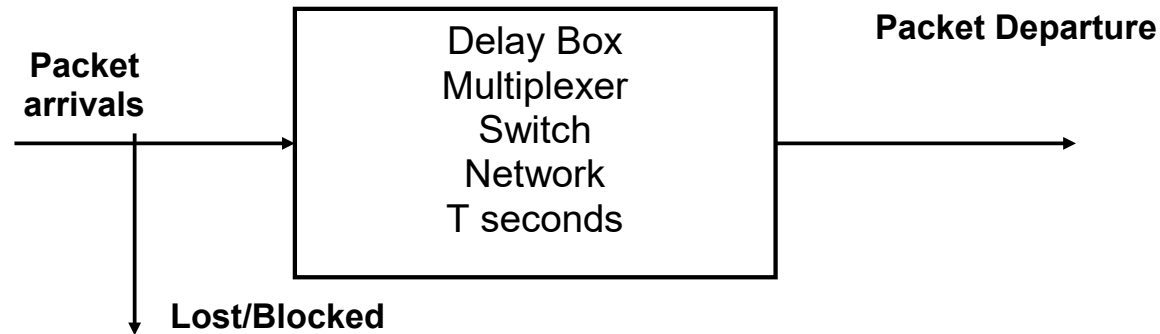 Packet
arrivals
Delay Box
Multiplexer
Switch
Network
T seconds
Packet Departure
Lost/Blocked